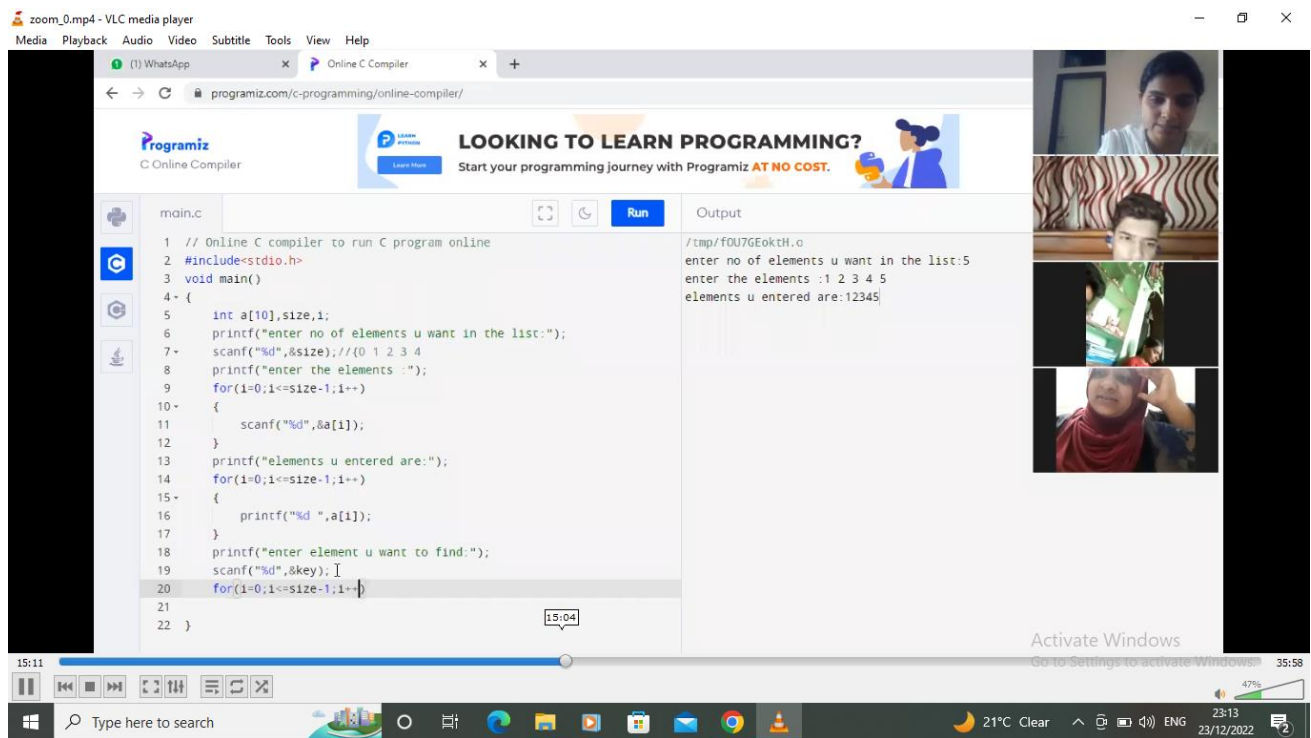 zoom_0.mp4 - VLC media player
Media Playback Audio Video Subtitle Tools View Help
(1) WhatsApp
Online C Compiler
programiz.com/c-programming/online-compiler/
Programiz
C Online Compiler
LEARN PYTHON
Learn More
LOOKING TO LEARN PROGRAMMING?
Start your programming journey with Programiz AT NO COST.
main.c
Run
Output
1 // Online C compiler to run C program online
2 #include<stdio.h>
3 void main()
4 {
5 int a[10],size,i;
6 printf("enter no of elements u want in the list:");
7 scanf("%d",&size);//{0 1 2 3 4
8 printf("enter the elements :");
9 for(i=0;i<=size-1;i++)
10 {
11 scanf("%d",&a[i]);
12 }
13 printf("elements u entered are:");
14 for(i=0;i<=size-1;i++)
15 {
16 printf("%d ",a[i]);
17 }
18 printf("enter element u want to find:");
19 scanf("%d",&key);
20 for(i=0;i<=size-1;i++)
21
22 }
/tmp/fOU7GEoktH.o
enter no of elements u want in the list:5
enter the elements :1 2 3 4 5
elements u entered are:12345
15:04
Activate Windows
Go to Settings to activate Windows.
15:11
35:58
47%
Type here to search
21°C Clear
ENG
23:13
23/12/2022
2